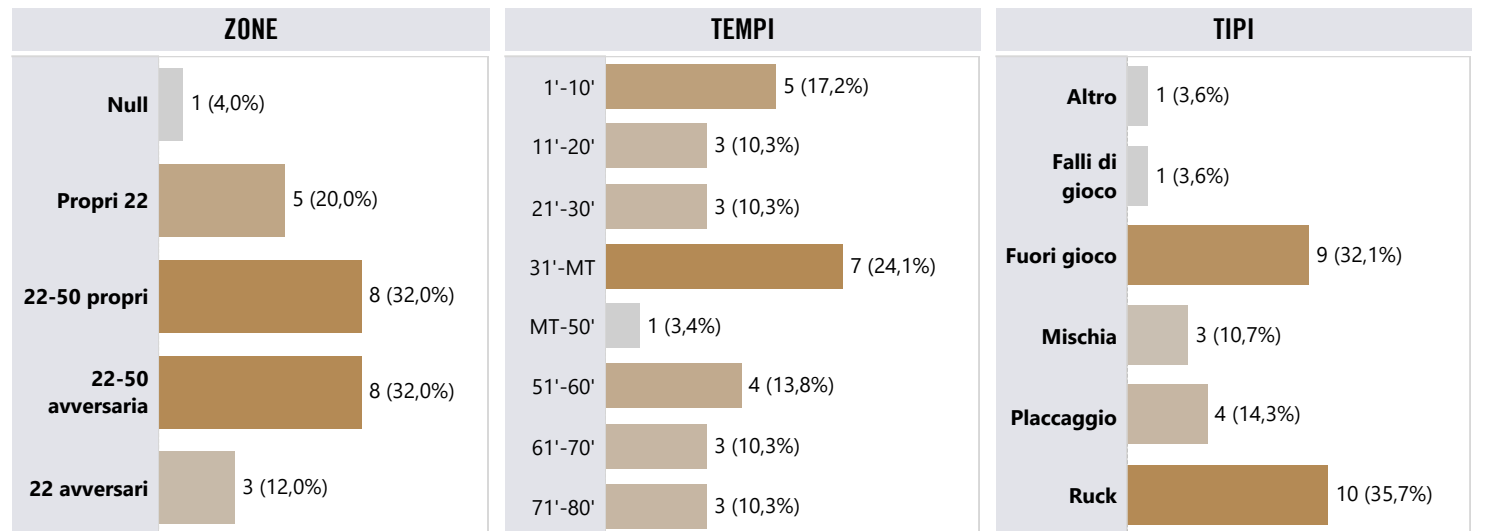 ZONE
Null
1 (4,0%)
Propri 22
5 (20,0%)
22-50 propri
8 (32,0%)
22-50
avversaria
8 (32,0%)
22 avversari
3 (12,0%)
TEMPI
1'-10'
5 (17,2%)
11'-20'
3 (10,3%)
21'-30'
3 (10,3%)
31'-MT
7 (24,1%)
MT-50'
1 (3,4%)
51'-60'
4 (13,8%)
61'-70'
3 (10,3%)
71'-80'
3 (10,3%)
TIPI
Altro
1 (3,6%)
Falli di
gioco
1 (3,6%)
Fuori gioco
9 (32,1%)
Mischia
3 (10,7%)
Placcaggio
4 (14,3%)
Ruck
10 (35,7%)